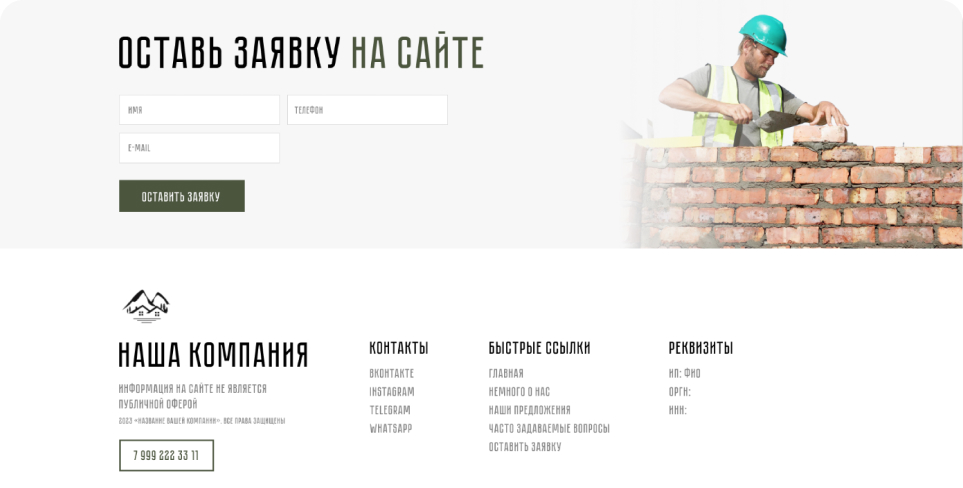 ОСТАВЬ ЗАЯВКУ НА САЙТЕ
ИМЯ
ТЕЛЕФОН
E-MAIL
ОСТАВИТЬ ЗАЯВКУ
НАША КОМПАНИЯ
ИНФОРМАЦИЯ НА САЙТЕ НЕ ЯВЛЯЕТСЯ
ПУБЛИЧНОЙ ОФЕРОЙ
2023 «НАЗВАНИЕ ВАШЕЙ КОМПАНИИ». ВСЕ ПРАВА ЗАЩИЩЕНЫ
7 999 222 33 11
КОНТАКТЫ
ВКОНТАКТЕ
INSTAGRAM
TELEGRAM
WHATSAPP
БЫСТРЫЕ ССЫЛКИ
ГЛАВНАЯ
НЕМНОГО О НАС
НАШИ ПРЕДЛОЖЕНИЯ
ЧАСТО ЗАДАВАЕМЫЕ ВОПРОСЫ
ОСТАВИТЬ ЗАЯВКУ
РЕКВИЗИТЫ
ИП: ФИО
ОРГН:
ИНН: